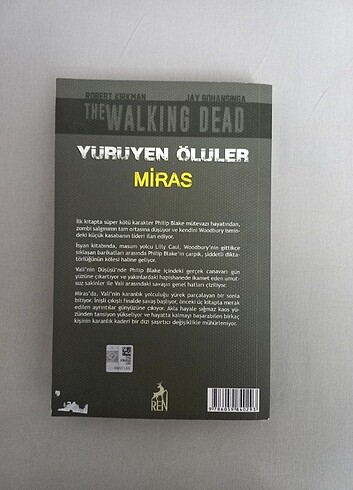 ROBERT KIRKMAN JAY BONANSINGA
THE WALKING DEAD
YÜRÜYEN ÖLÜLER
MİRAS
İlk kitapta süper kötü karakter Philip Blake mütevazı hayatından,
zombi salgınının tam ortasına düşüyor ve kendini Woodbury ismin-
deki küçük kasabanın lideri ilan ediyor.
İsyan kitabında, masum yolcu Lilly Caul, Woodbury'nin gittikçe
sıklaşan barikatları arasında Philip Blake'in çarpık, şiddetli dikta-
törlüğünün kölesi haline geliyor.
Vali'nin Düşüşü'nde Philip Blake içindeki gerçek canavarı gün
yüzüne çıkartıyor ve yakınlardaki hapishanede ikamet eden umut-
suz sakinler ile Vali arasındaki savaşın genel hatları çiziliyor.
Miras'da, Vali'nin karanlık yolculuğu yürek parçalayan bir sonla
bitiyor. İnişli çıkışlı finalde savaş başlıyor, önceki üç kitapta merak
edilen ayrıntılar günyüzüne çıkıyor. Akla hayale sığmaz kaos yü-
zünden tansiyon yükseliyor ve hayatta kalmayı başarabilen birkaç
kişinin karanlık kaderi bir dizi şaşırtıcı değişiklikle mühürleniyor.
REN